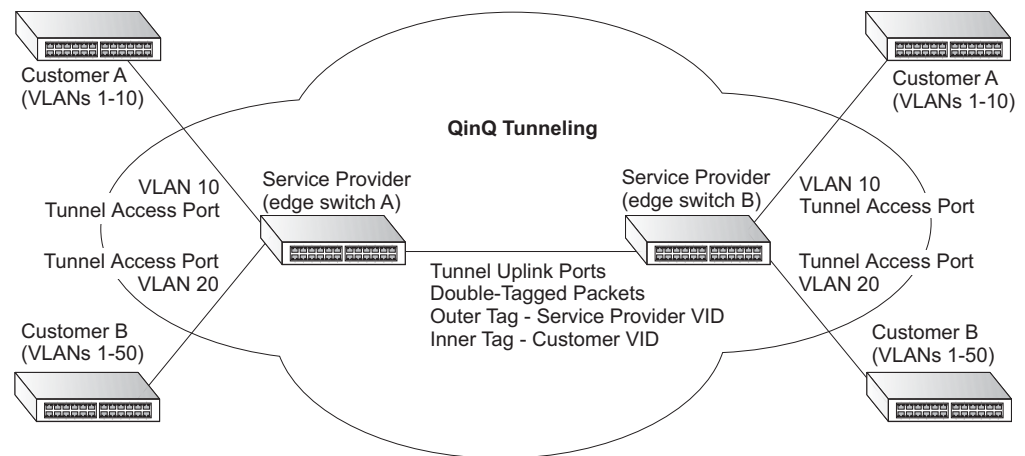 Customer A
(VLANs 1-10)
Customer A
(VLANs 1-10)
QinQ Tunneling
VLAN 10
Tunnel Access Port
Service Provider
(edge switch A)
Service Provider
(edge switch B)
VLAN 10
Tunnel Access Port
Tunnel Access Port
VLAN 20
Tunnel Uplink Ports
Double-Tagged Packets
Outer Tag - Service Provider VID
Inner Tag - Customer VID
Tunnel Access Port
VLAN 20
Customer B
(VLANs 1-50)
Customer B
(VLANs 1-50)